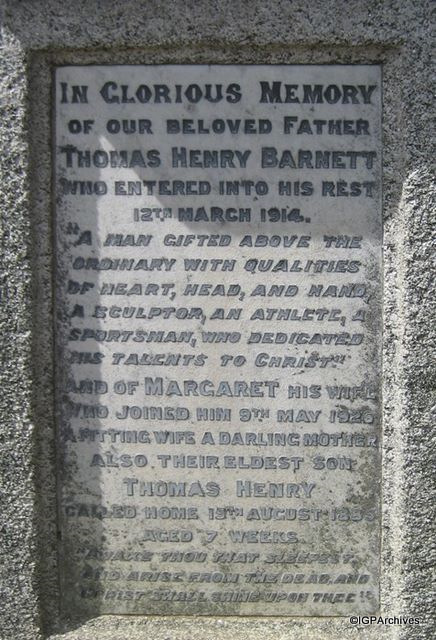 IN GLORIOUS MEMORY
OF OUR BELOVED FATHER
THOMAS HENRY BARNETT
WHO ENTERED INTO HIS REST
12TH MARCH 1914.
"A MAN GIFTED ABOVE THE
ORDINARY WITH QUALITIES
OF HEART, HEAD, AND HAND,
A SCULPTOR, AN ATHLETE, A
SPORTSMAN, WHO DEDICATED
HIS TALENTS TO CHRIST."
AND OF MARGARET HIS WIFE
WHO JOINED HIM 9TH MAY
A FITTING WIFE A DARLING MOTHER
ALSO THEIR ELDEST SON
THOMAS HENRY
CALLED HOME 13TH AUGUST
AGED 7 WEEKS.
"AWAKE THOU THAT SLEEPEST,
AND ARISE FROM THE DEAD, AND
CHRIST SHALL SHINE UPON THEE"
©IGPArchives